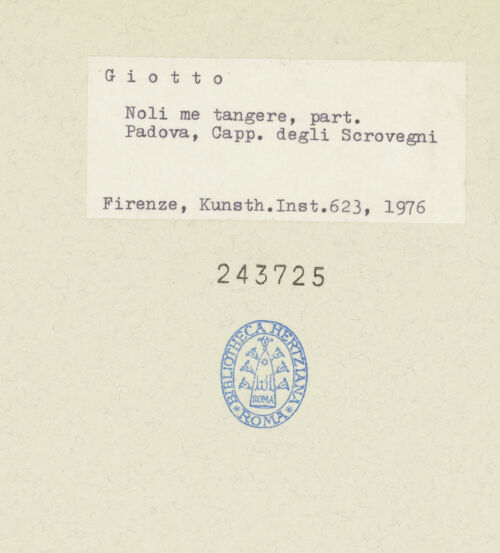 G i o t t o
Noli me tangere, part.
Padova, Capp. degli Scrovegni
Firenze, Kunsth.Inst.623, 1976
243725
BIBLIOTHECA HERTZIANA
ROMA
* ROMA *